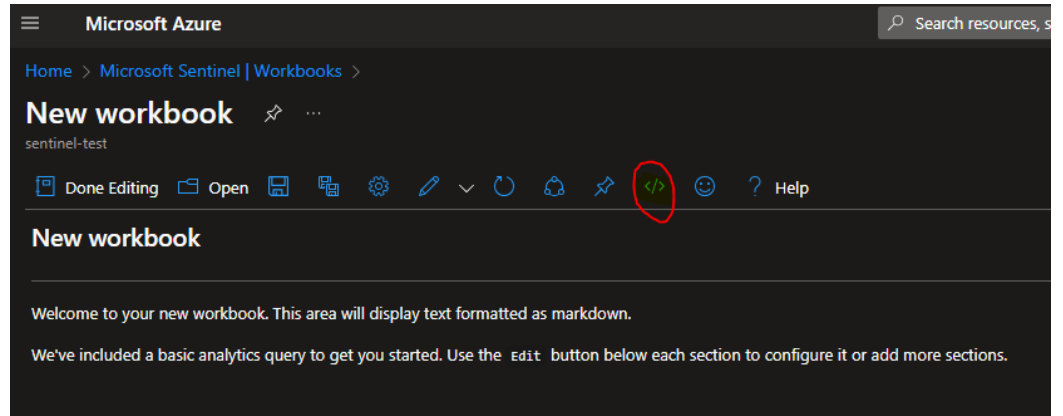 Microsoft Azure
Search resources, s
Home > Microsoft Sentinel | Workbooks >
New workbook ...
sentinel-test
Done Editing Open </> ? Help
New workbook
Welcome to your new workbook. This area will display text formatted as markdown.
We've included a basic analytics query to get you started. Use the Edit button below each section to configure it or add more sections.